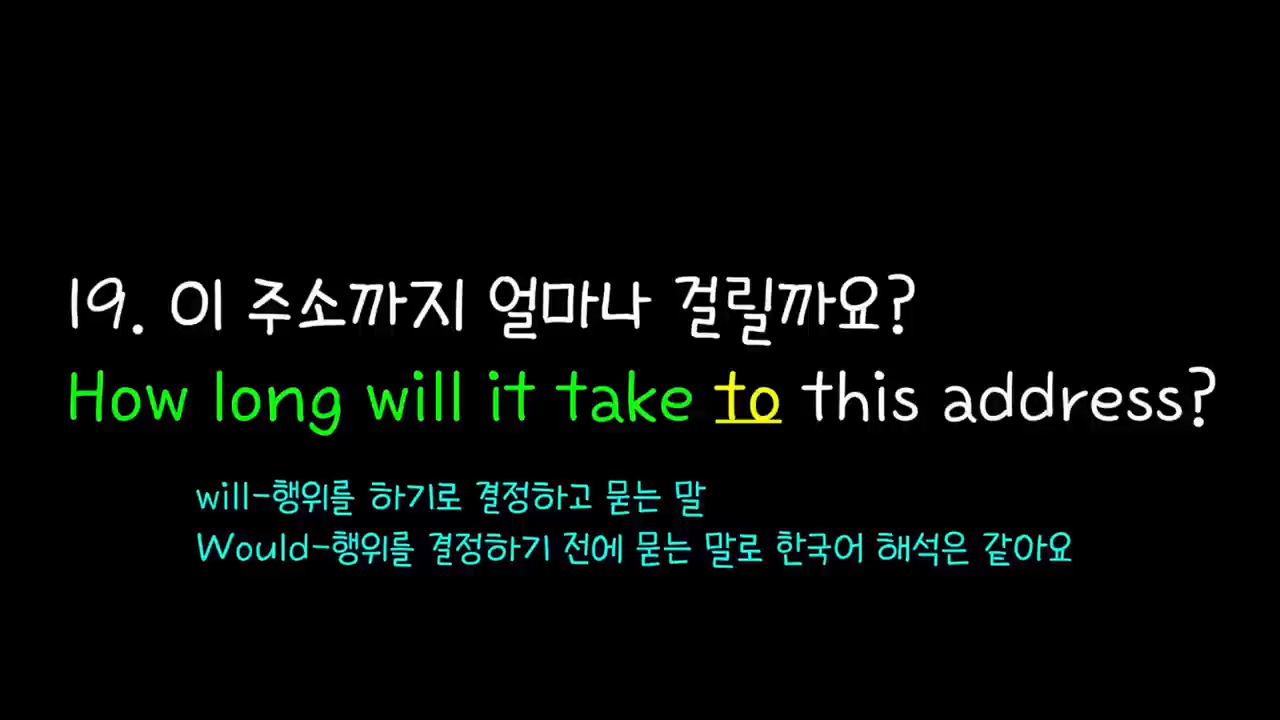 19. 이 주소까지 얼마나 걸릴까요?
How long will it take to this address?
will-행위를 하기로 결정하고 묻는 말
Would-행위를 결정하기 전에 묻는 말로 한국어 해석은 같아요